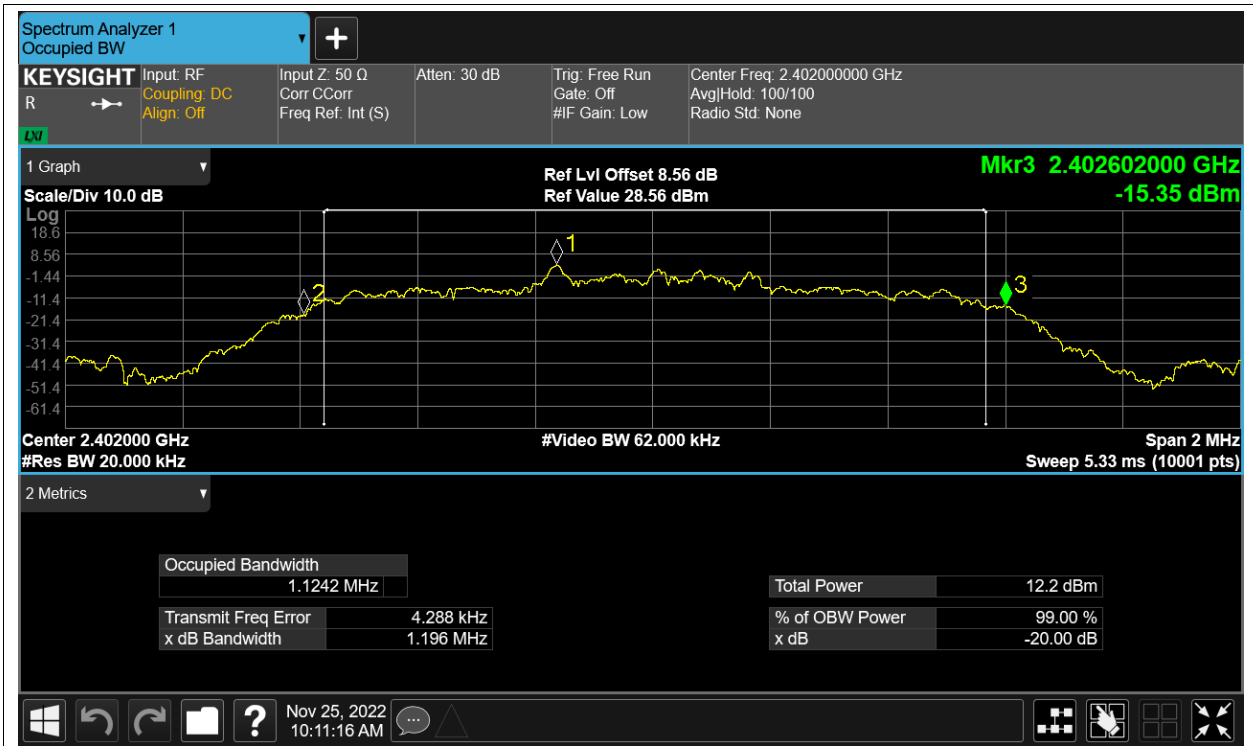 Spectrum Analyzer 1
Occupied BW
KEYSIGHT
R
LXI
Input: RF
Coupling: DC
Align: Off
Input Z: 50 Ω
Corr CCorr
Freq Ref: Int (S)
Atten: 30 dB
Trig: Free Run
Gate: Off
#IF Gain: Low
Center Freq: 2.402000000 GHz
Avg|Hold: 100/100
Radio Std: None
1 Graph
Scale/Div 10.0 dB
Ref Lvl Offset 8.56 dB
Ref Value 28.56 dBm
Mkr3 2.402602000 GHz
-15.35 dBm
Log
18.6
8.56
-1.44
-11.4
-21.4
-31.4
-41.4
-51.4
-61.4
1
2
3
Center 2.402000 GHz
#Res BW 20.000 kHz
#Video BW 62.000 kHz
Span 2 MHz
Sweep 5.33 ms (10001 pts)
2 Metrics
Occupied Bandwidth
1.1242 MHz
Transmit Freq Error 4.288 kHz
x dB Bandwidth 1.196 MHz
Total Power 12.2 dBm
% of OBW Power 99.00 %
x dB -20.00 dB
?
Nov 25, 2022
10:11:16 AM